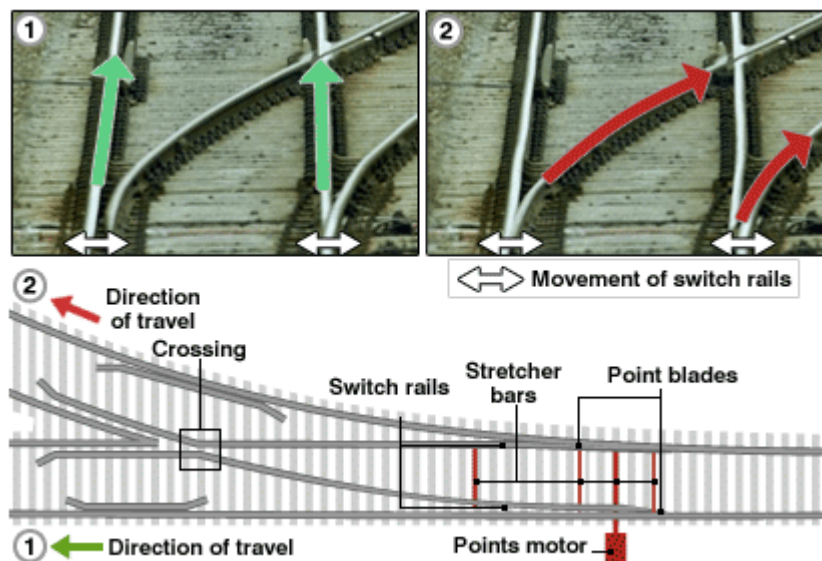 1
2
Movement of switch rails
2
Direction
of travel
Crossing
Switch rails
Stretcher
bars
Point blades
1
Direction of travel
Points motor